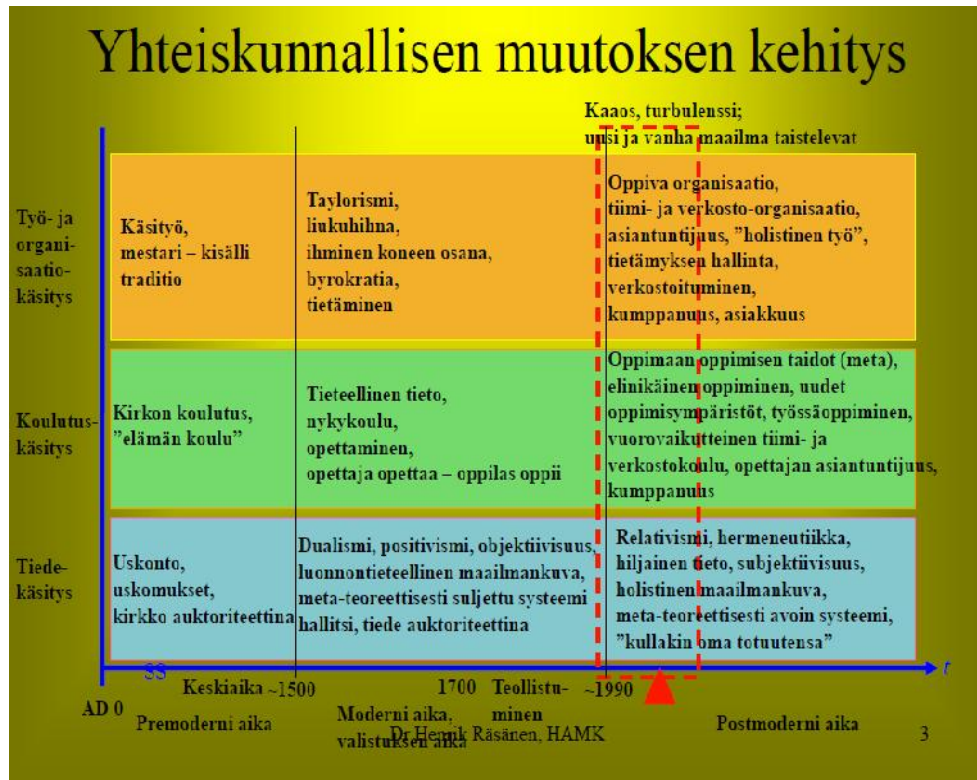 Yhteiskunnallisen muutoksen kehitys
Kaaos, turbulenssi;
uusi ja vanha maailma taistelevat
Työ- ja
organi-
saatio-
käsitys
Käsityö,
mestari – kisälli
traditio
Taylorismi,
liukuhihna,
ihminen koneen osana,
byrokratia,
tietäminen
Oppiva organisaatio,
tiimi- ja verkosto-organisaatio,
asiantuntijuus, ”holistinen työ”,
tietämyksen hallinta,
verkostoituminen,
kumppanuus, asiakkuus
Koulutus-
käsitys
Kirkon koulutus,
”elämän koulu”
Tieteellinen tieto,
nykykoulu,
opettaminen,
opettaja opettaa – oppilas oppii
Oppimaan oppimisen taidot (meta),
elinikäinen oppiminen, uudet
oppimisympäristöt, työssäoppiminen,
vuorovaikutteinen tiimi- ja
verkostokoulu, opettajan asiantuntijuus,
kumppanuus
Tiede-
käsitys
Uskonto,
uskomukset,
kirkko auktoriteettina
Dualismi, positivismi, objektiivisuus,
luonnontieteellinen maailmankuva,
meta-teoreettisesti suljettu systeemi
hallitsi, tiede auktoriteettina
Relativismi, hermeneutiikka,
hiljainen tieto, subjektiivisuus,
holistinen maailmankuva,
meta-teoreettisesti avoin systeemi,
”kullakin oma totuutensa”
SS
t
AD 0
Keskiaika ~1500
1700
Teollistu-
minen
~1990
Premoderni aika
Moderni aika,
valistuksen aika
Postmoderni aika
Dr Henrik Räsänen, HAMK
3